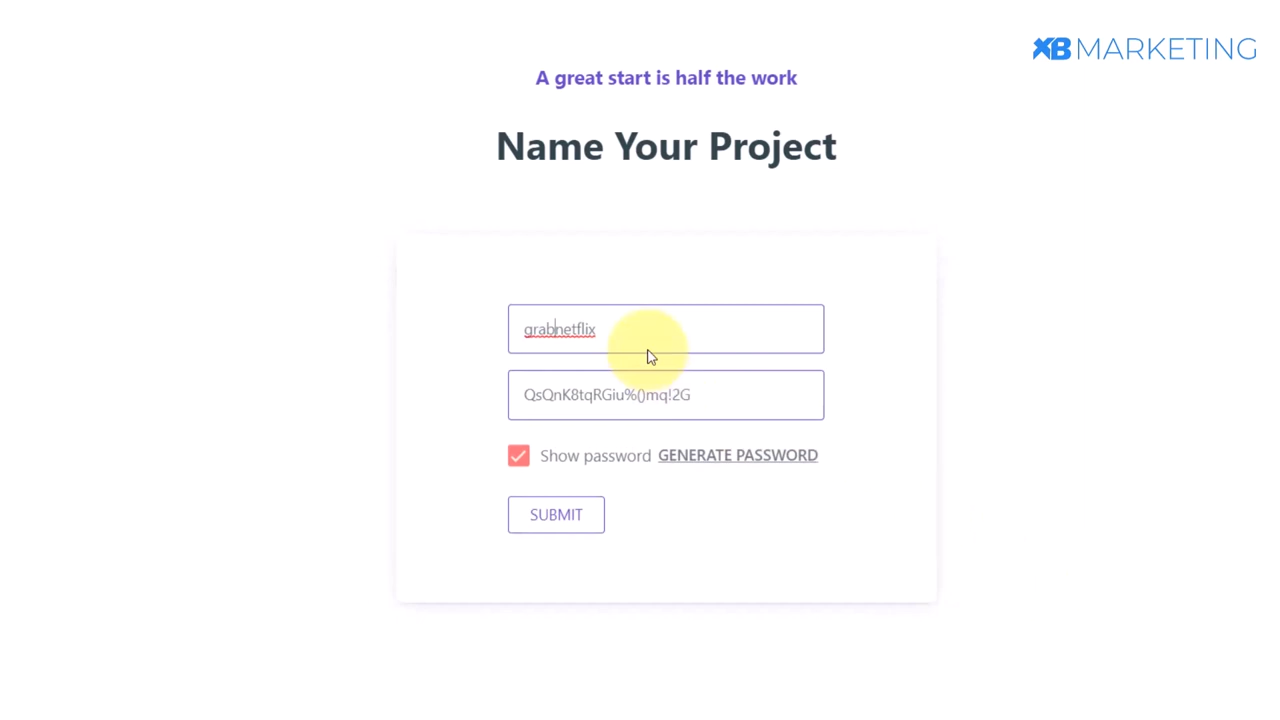 XB MARKETING
A great start is half the work
Name Your Project
grabnetflix
QsQnK8tqRGiu%()mq!2G
Show password GENERATE PASSWORD
SUBMIT